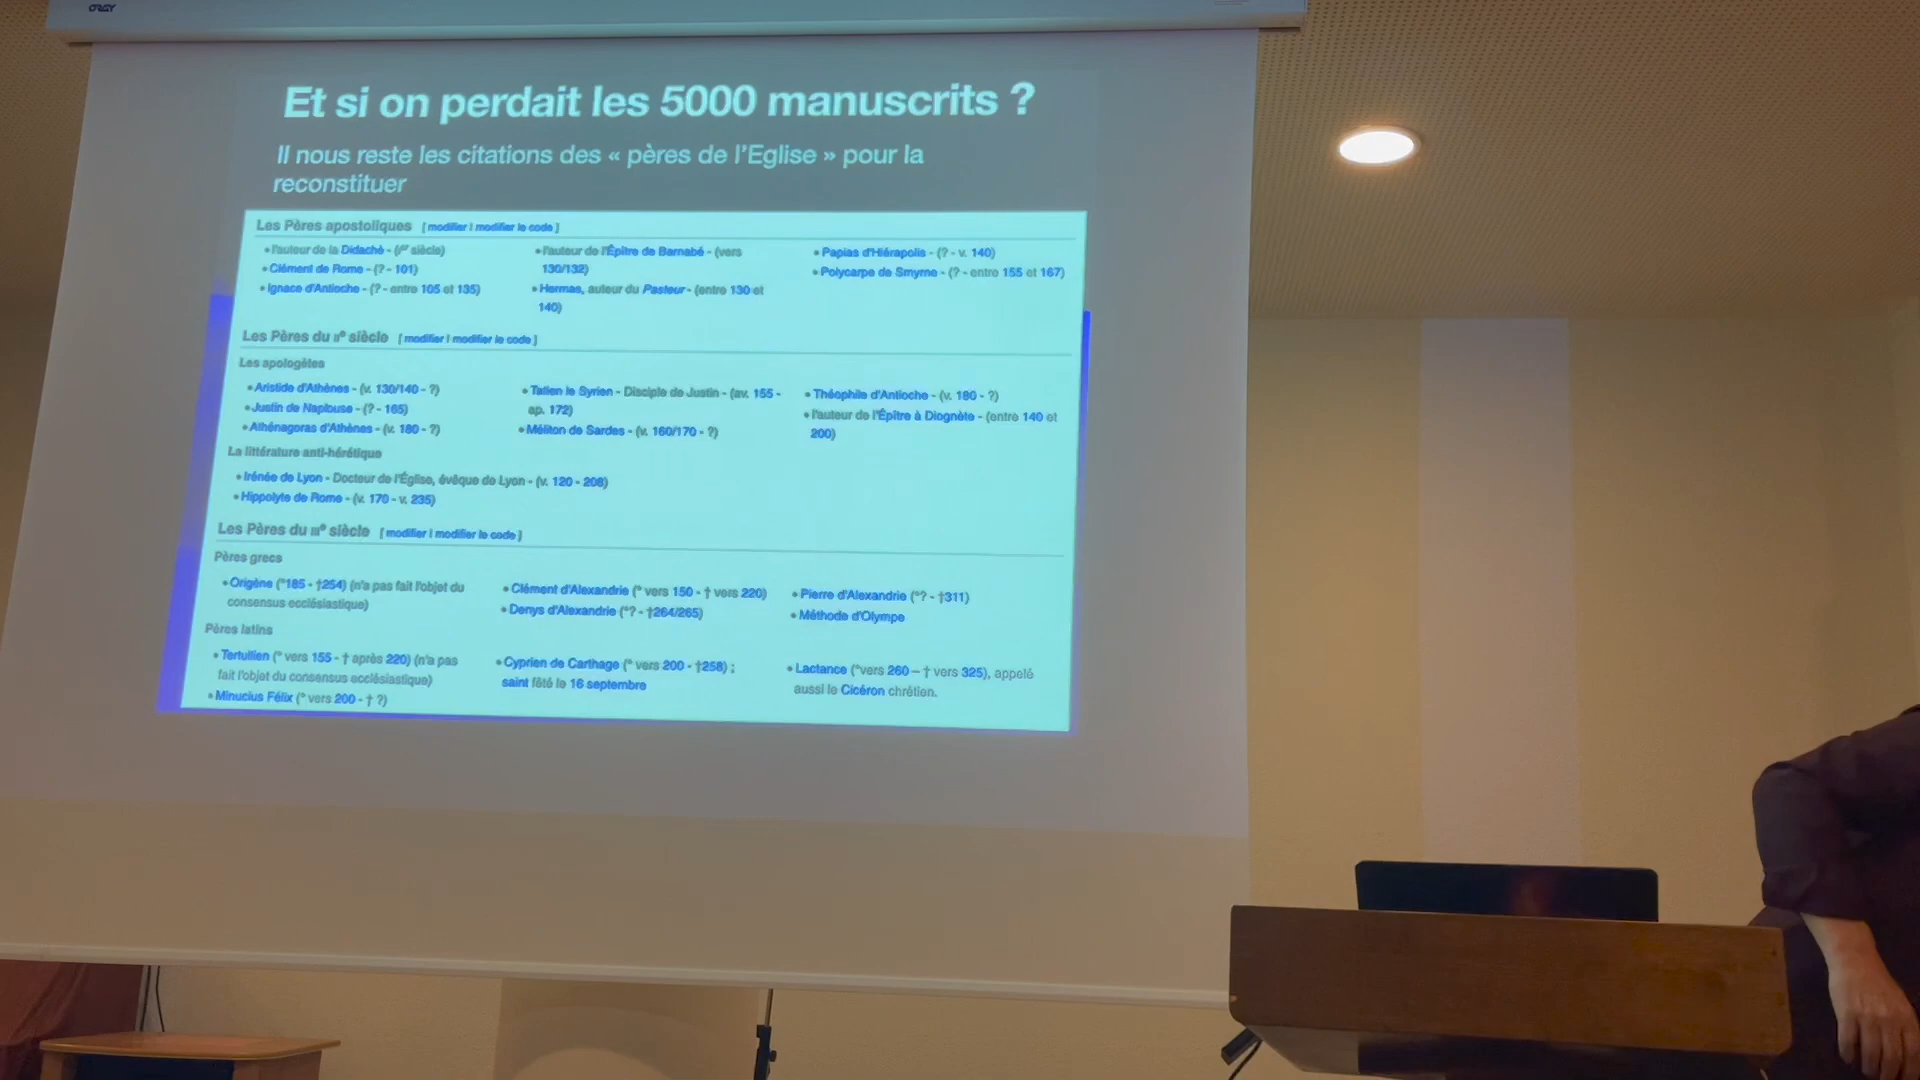 ORAY
Et si on perdait les 5000 manuscrits ?
Il nous reste les citations des « pères de l'Eglise » pour la
reconstituer
Les Pères apostoliques [ modifier | modifier le code ]
•l'auteur de la Didachè - (Ier siècle)
•Clément de Rome - (? - 101)
•Ignace d'Antioche - (? - entre 105 et 135)
•l'auteur de l'Épître de Barnabé - (vers
130/132)
•Hermas, auteur du Pasteur - (entre 130 et
140)
•Papias d'Hiérapolis - (? - v. 140)
•Polycarpe de Smyrne - (? - entre 155 et 167)
Les Pères du IIe siècle [ modifier | modifier le code ]
Les apologètes
•Aristide d'Athènes - (v. 130/140 - ?)
•Justin de Naplouse - (? - 165)
•Athénagoras d'Athènes - (v. 180 - ?)
•Tatien le Syrien - Disciple de Justin - (av. 155 -
ap. 172)
•Méliton de Sardes - (v. 160/170 - ?)
•Théophile d'Antioche - (v. 180 - ?)
•l'auteur de l'Épître à Diognète - (entre 140 et
200)
La littérature anti-hérétique
•Irénée de Lyon - Docteur de l'Église, évêque de Lyon - (v. 120 - 208)
•Hippolyte de Rome - (v. 170 - v. 235)
Les Pères du IIIe siècle [ modifier | modifier le code ]
Pères grecs
•Origène (°185 - †254) (n'a pas fait l'objet du
consensus ecclésiastique)
•Clément d'Alexandrie (° vers 150 - † vers 220)
•Denys d'Alexandrie (°? - †264/265)
•Pierre d'Alexandrie (°? - †311)
•Méthode d'Olympe
Pères latins
•Tertullien (° vers 155 - † après 220) (n'a pas
fait l'objet du consensus ecclésiastique)
•Minucius Félix (° vers 200 - † ?)
•Cyprien de Carthage (° vers 200 - †258) ;
saint fêté le 16 septembre
•Lactance (°vers 260 – † vers 325), appelé
aussi le Cicéron chrétien.